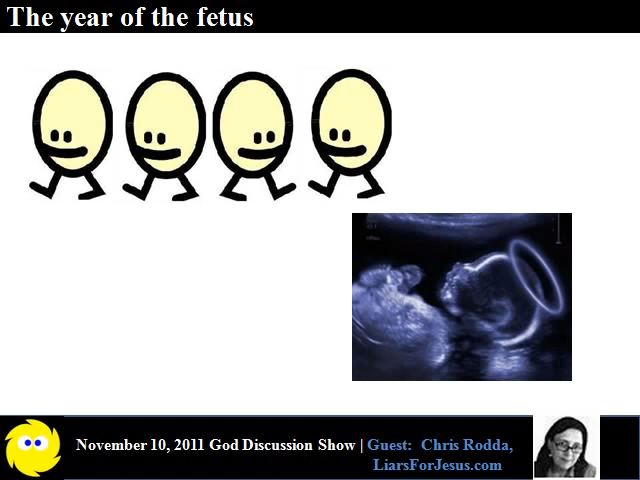 The year of the fetus
November 10, 2011 God Discussion Show | Guest: Chris Rodda,
LiarsForJesus.com